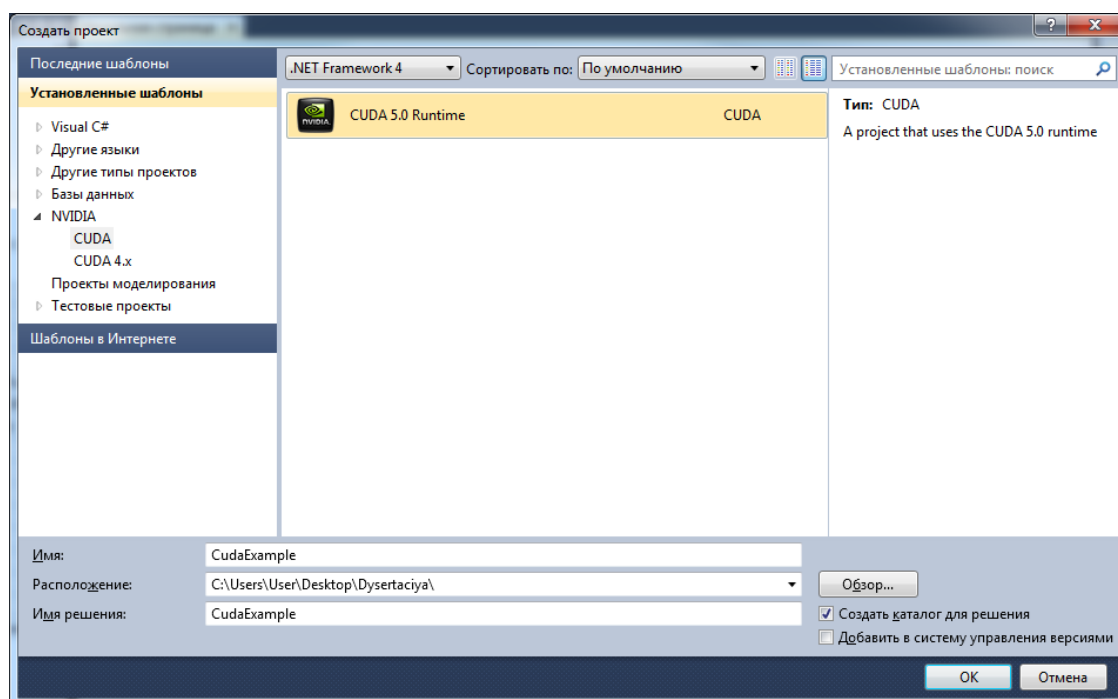 Создать проект
Последние шаблоны
Установленные шаблоны
Visual C#
Другие языки
Другие типы проектов
Базы данных
NVIDIA
CUDA
CUDA 4.x
Проекты моделирования
Тестовые проекты
Шаблоны в Интернете
.NET Framework 4 Сортировать по: По умолчанию
NVIDIA. CUDA 5.0 Runtime CUDA
Установленные шаблоны: поиск
Тип: CUDA
A project that uses the CUDA 5.0 runtime
Имя: CudaExample
Расположение: C:\Users\User\Desktop\Dysertaciya\ Обзор...
Имя решения: CudaExample
Создать каталог для решения
Добавить в систему управления версиями
OK Отмена